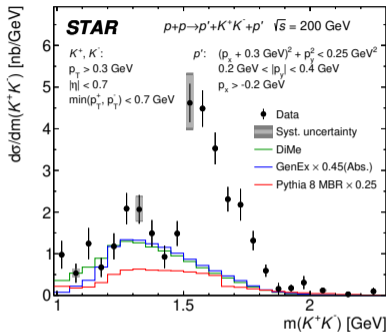 STAR p+p→p'+K⁺K⁻+p' √s = 200 GeV
K⁺, K⁻: p': (pₓ + 0.3 GeV)² + p_y² < 0.25 GeV²
p_T > 0.3 GeV 0.2 GeV < |p_y| < 0.4 GeV
|η| < 0.7 pₓ > -0.2 GeV
min(p_T⁺, p_T⁻) < 0.7 GeV
Data
Syst. uncertainty
DiMe
GenEx × 0.45(Abs.)
Pythia 8 MBR × 0.25
dσ/dm(K⁺K⁻) [nb/GeV]
6
5
4
3
2
1
0
1 1.5 2
m(K⁺K⁻) [GeV]